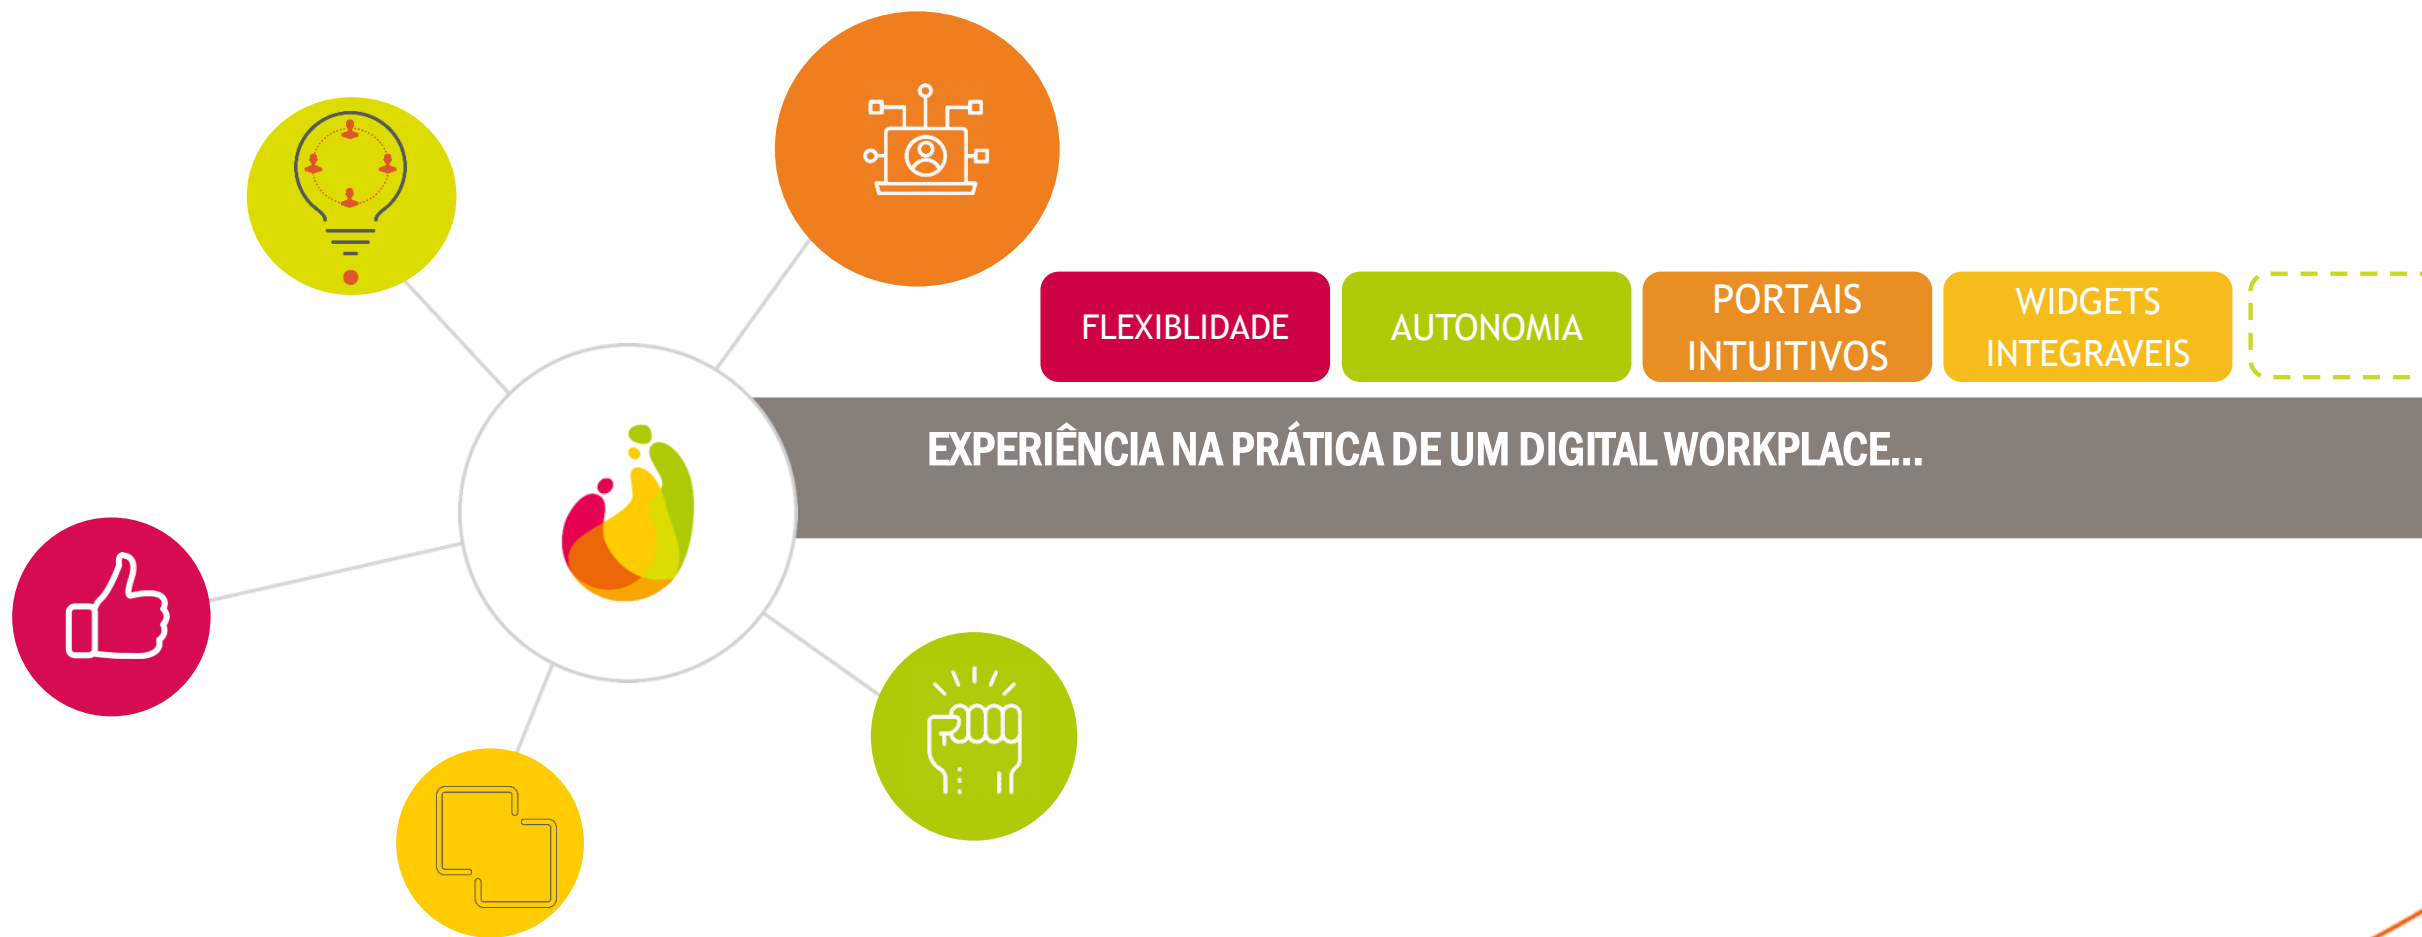 FLEXIBLIDADE
AUTONOMIA
PORTAIS
INTUITIVOS
WIDGETS
INTEGRAVEIS
EXPERIÊNCIA NA PRÁTICA DE UM DIGITAL WORKPLACE...